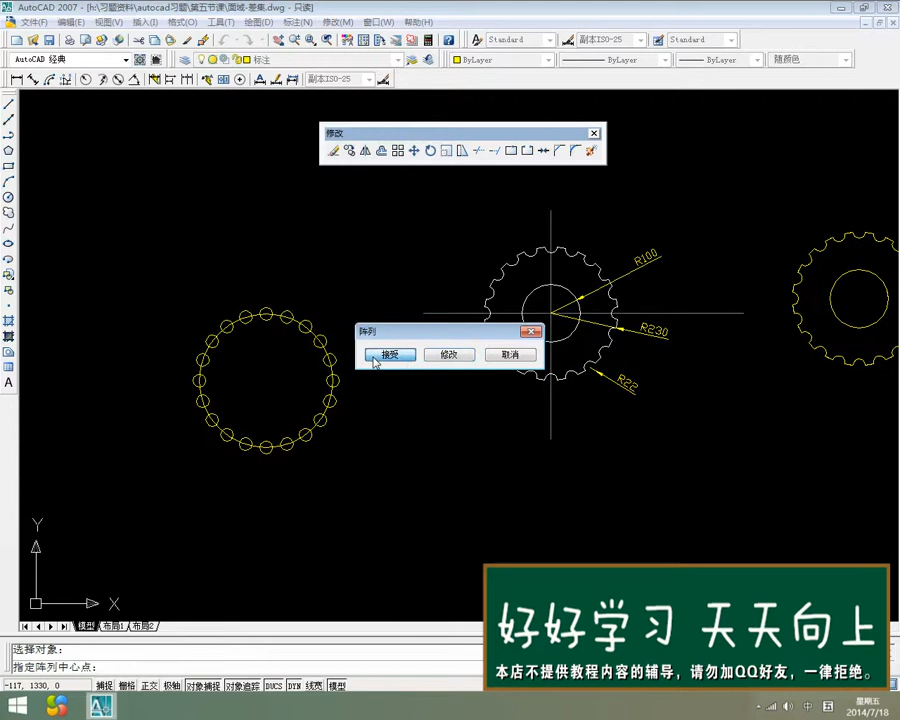 AutoCAD 2007 - [h:\习题资料\autocad习题\第五节课\面域-差集.dwg - 只读]
文件(F) 编辑(E) 视图(V) 插入(I) 格式(O) 工具(T) 绘图(D) 标注(N) 修改(M) 窗口(W) 帮助(H)
Standard 副本ISO-25 Standard
AutoCAD 经典 标注 ByLayer ByLayer ByLayer 随颜色
副本ISO-25
修改
R100
R230
R22
阵列
接受 修改 取消
Y
X
模型 布局1 布局2
选择对象:
指定阵列中心点:
-117, 1330, 0 捕捉 栅格 正交 极轴 对象捕捉 对象追踪 DUCS DYN 线宽 模型
好好学习 天天向上
本店不提供教程内容的辅导，请勿加QQ好友，一律拒绝。
中 五
星期五
2014/7/18